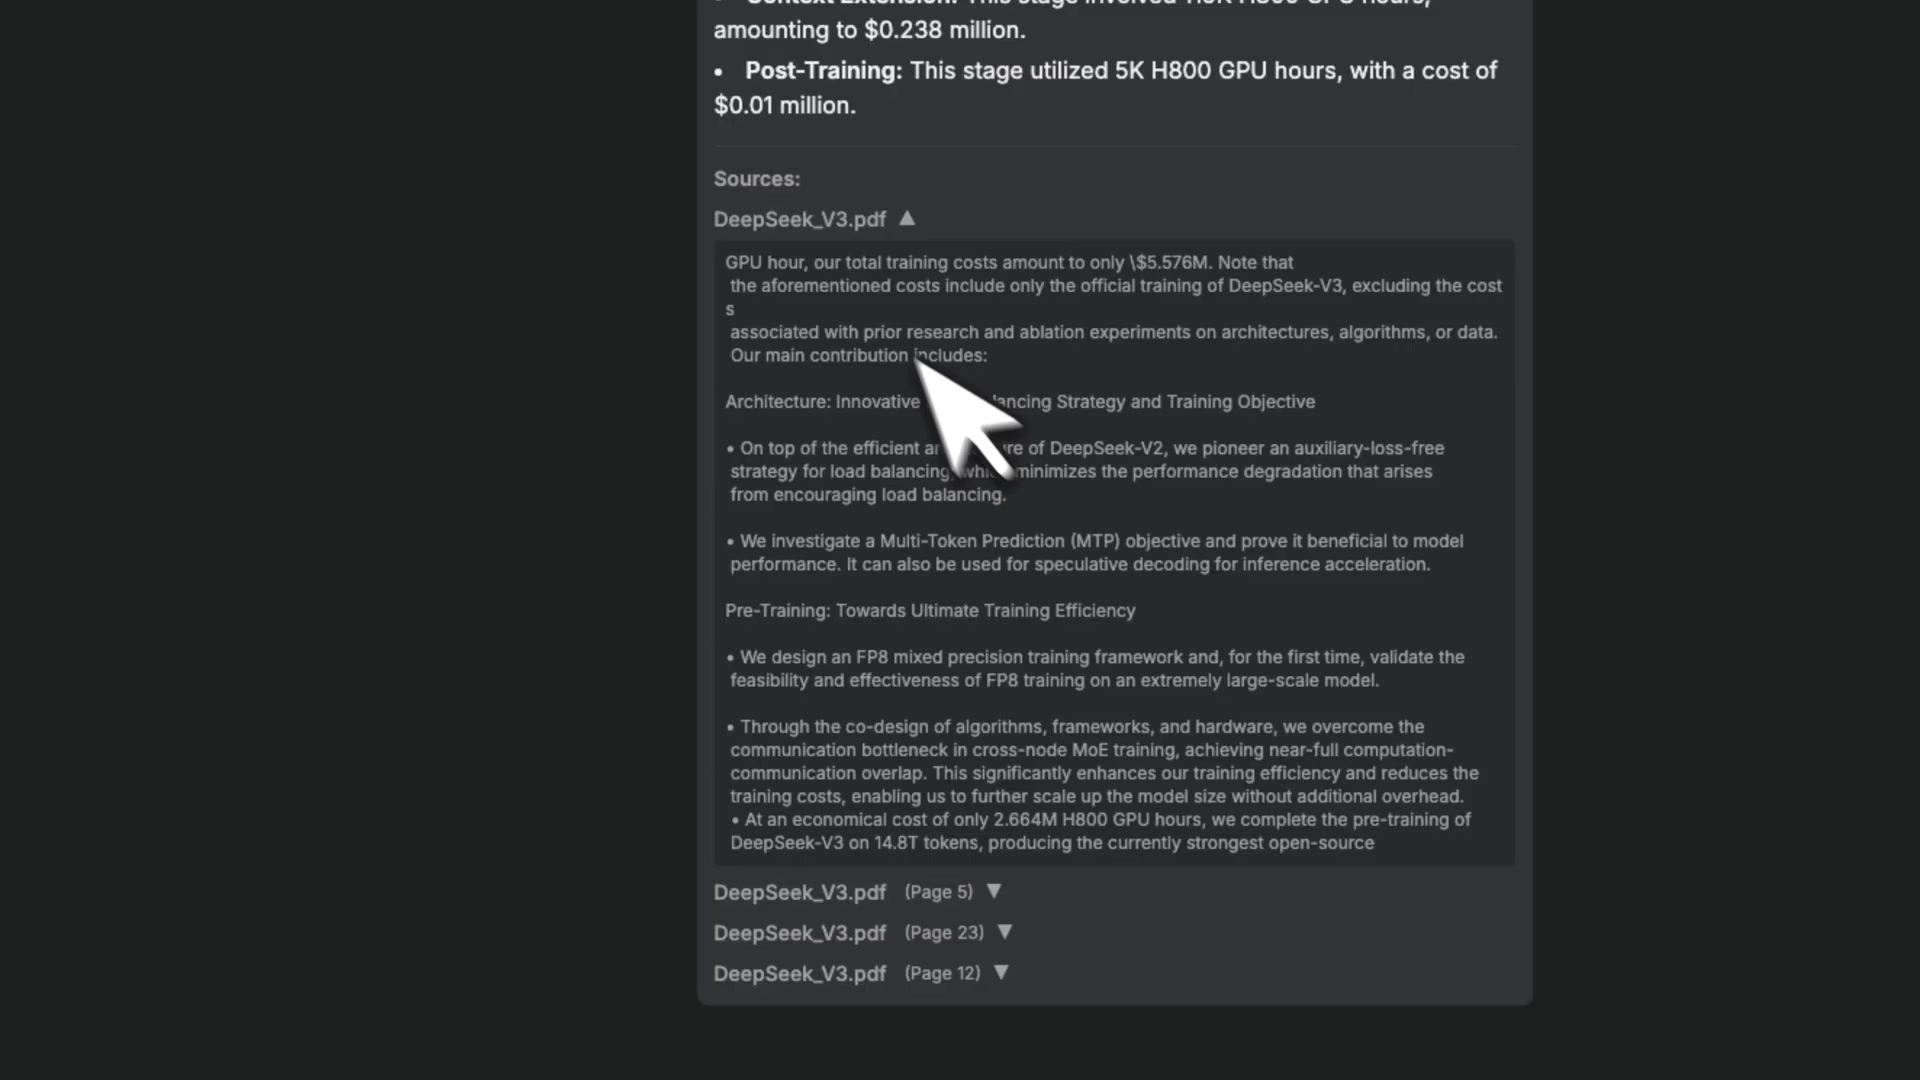 amounting to $0.238 million.
• Post-Training: This stage utilized 5K H800 GPU hours, with a cost of
$0.01 million.
Sources:
DeepSeek_V3.pdf ▲
GPU hour, our total training costs amount to only \$5.576M. Note that
the aforementioned costs include only the official training of DeepSeek-V3, excluding the cost
s
associated with prior research and ablation experiments on architectures, algorithms, or data.
Our main contribution includes:
Architecture: Innovative Strategy and Training Objective
• On top of the efficient of DeepSeek-V2, we pioneer an auxiliary-loss-free
strategy for load balancing, minimizes the performance degradation that arises
from encouraging load balancing.
• We investigate a Multi-Token Prediction (MTP) objective and prove it beneficial to model
performance. It can also be used for speculative decoding for inference acceleration.
Pre-Training: Towards Ultimate Training Efficiency
• We design an FP8 mixed precision training framework and, for the first time, validate the
feasibility and effectiveness of FP8 training on an extremely large-scale model.
• Through the co-design of algorithms, frameworks, and hardware, we overcome the
communication bottleneck in cross-node MoE training, achieving near-full computation-
communication overlap. This significantly enhances our training efficiency and reduces the
training costs, enabling us to further scale up the model size without additional overhead.
• At an economical cost of only 2.664M H800 GPU hours, we complete the pre-training of
DeepSeek-V3 on 14.8T tokens, producing the currently strongest open-source
DeepSeek_V3.pdf (Page 5) ▼
DeepSeek_V3.pdf (Page 23) ▼
DeepSeek_V3.pdf (Page 12) ▼